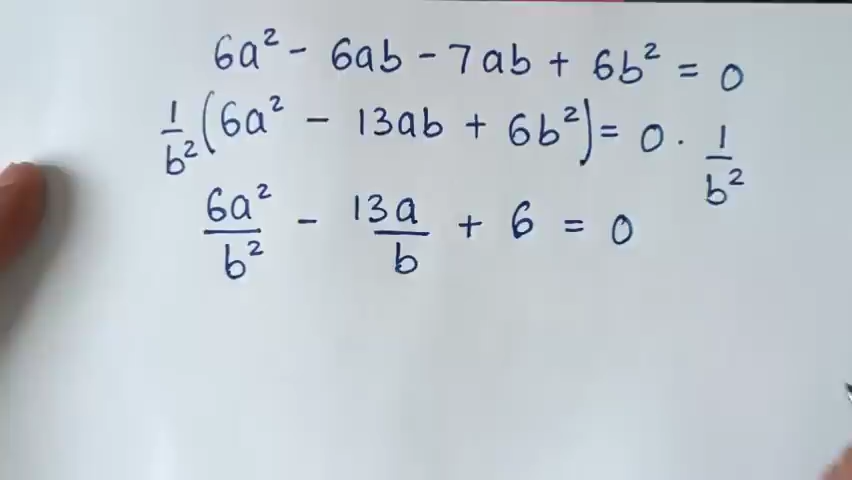 6a² - 6ab - 7ab + 6b² = 0
1/b² (6a² - 13ab + 6b²) = 0 · 1/b²
6a²/b² - 13a/b + 6 = 0